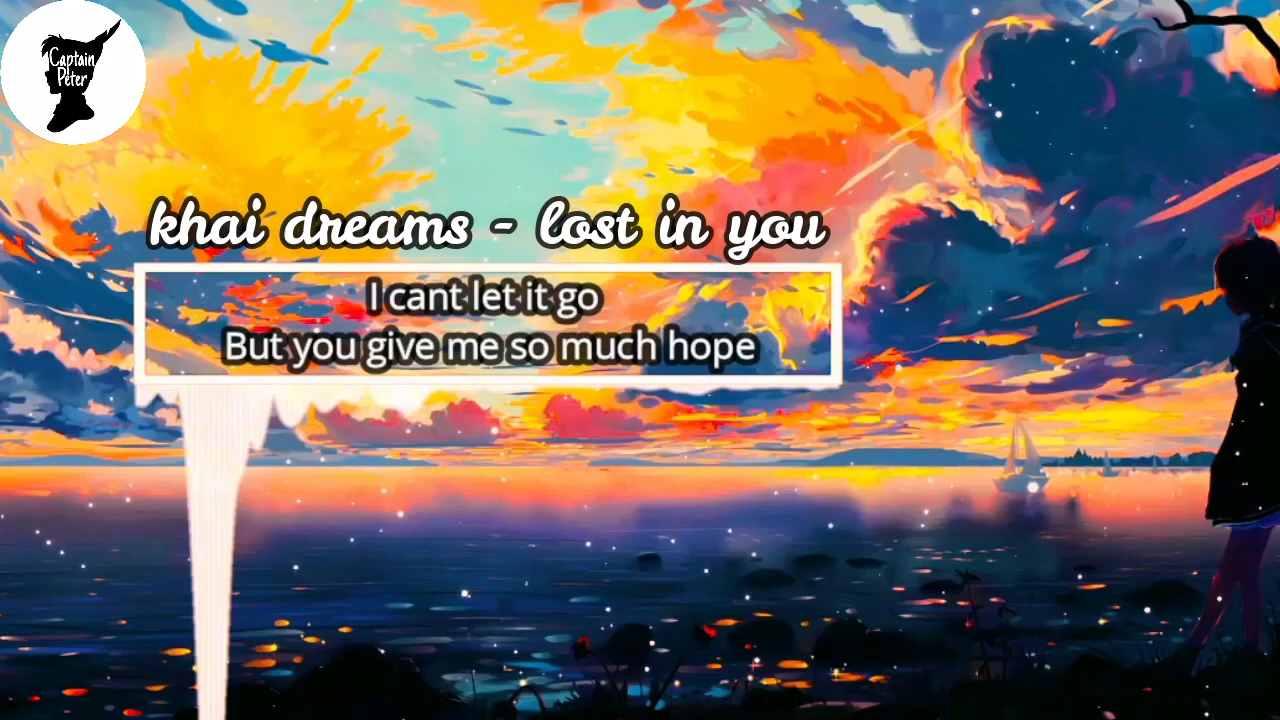 Captain
Peter
khai dreams - lost in you
I cant let it go
But you give me so much hope